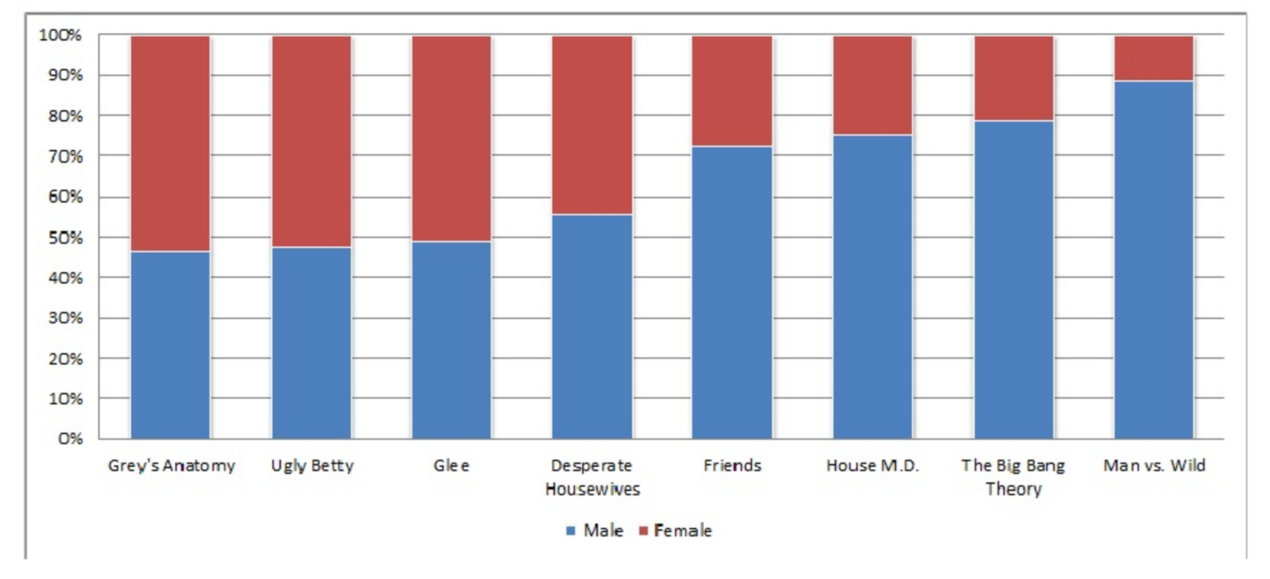 100%
90%
80%
70%
60%
50%
40%
30%
20%
10%
0%
Grey's Anatomy
Ugly Betty
Glee
Desperate
Housewives
Friends
House M.D.
The Big Bang
Theory
Man vs. Wild
Male Female